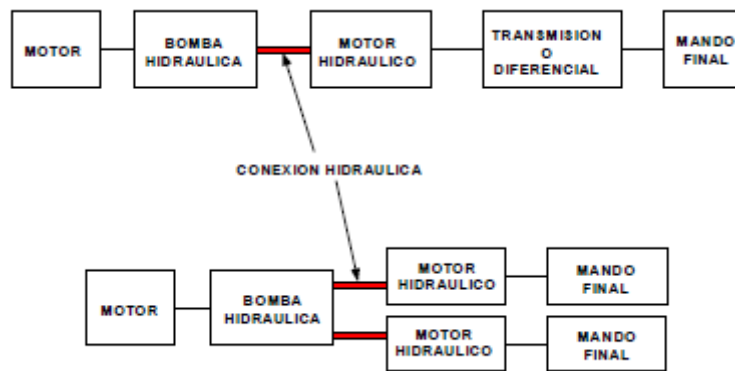 MOTOR
BOMBA
HIDRAULICA
MOTOR
HIDRAULICO
TRANSMISION
O
DIFERENCIAL
MANDO
FINAL
CONEXION HIDRAULICA
MOTOR
BOMBA
HIDRAULICA
MOTOR
HIDRAULICO
MANDO
FINAL
MOTOR
HIDRAULICO
MANDO
FINAL